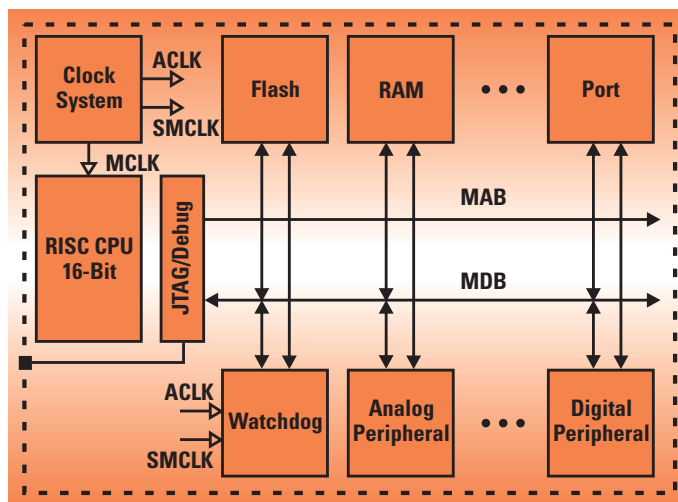 Clock
System
ACLK
SMCLK
MCLK
Flash
RAM
Port
RISC CPU
16-Bit
JTAG/Debug
MAB
MDB
ACLK
SMCLK
Watchdog
Analog
Peripheral
Digital
Peripheral